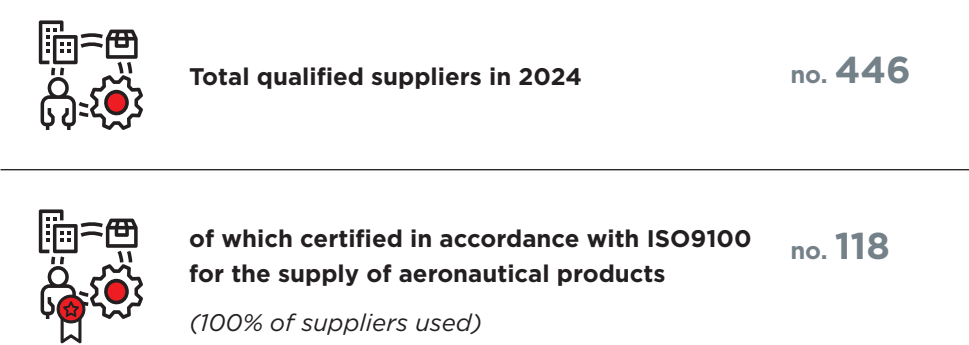 Total qualified suppliers in 2024
no. 446
of which certified in accordance with ISO9100
for the supply of aeronautical products
no. 118
(100% of suppliers used)